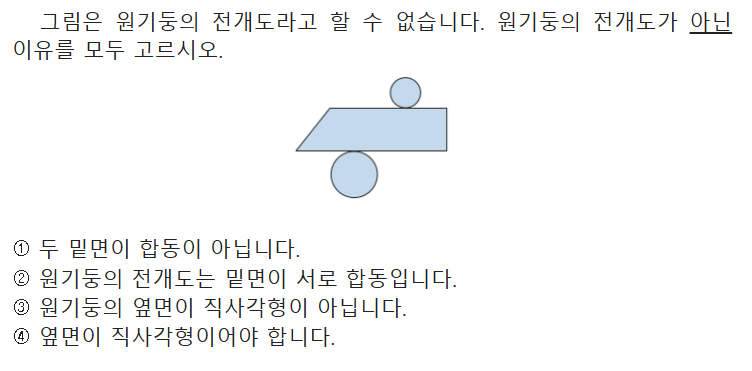 그림은 원기둥의 전개도라고 할 수 없습니다. 원기둥의 전개도가 아닌
이유를 모두 고르시오.
① 두 밑면이 합동이 아닙니다.
② 원기둥의 전개도는 밑면이 서로 합동입니다.
③ 원기둥의 옆면이 직사각형이 아닙니다.
④ 옆면이 직사각형이어야 합니다.